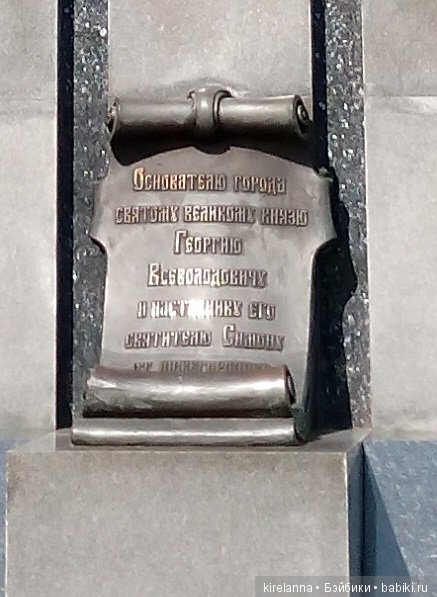 Основателю города
святому великому князю
Георгию
Всеволодовичу
и наставнику его
святителю Симону
kirelanna • Бэйбики • babiki.ru